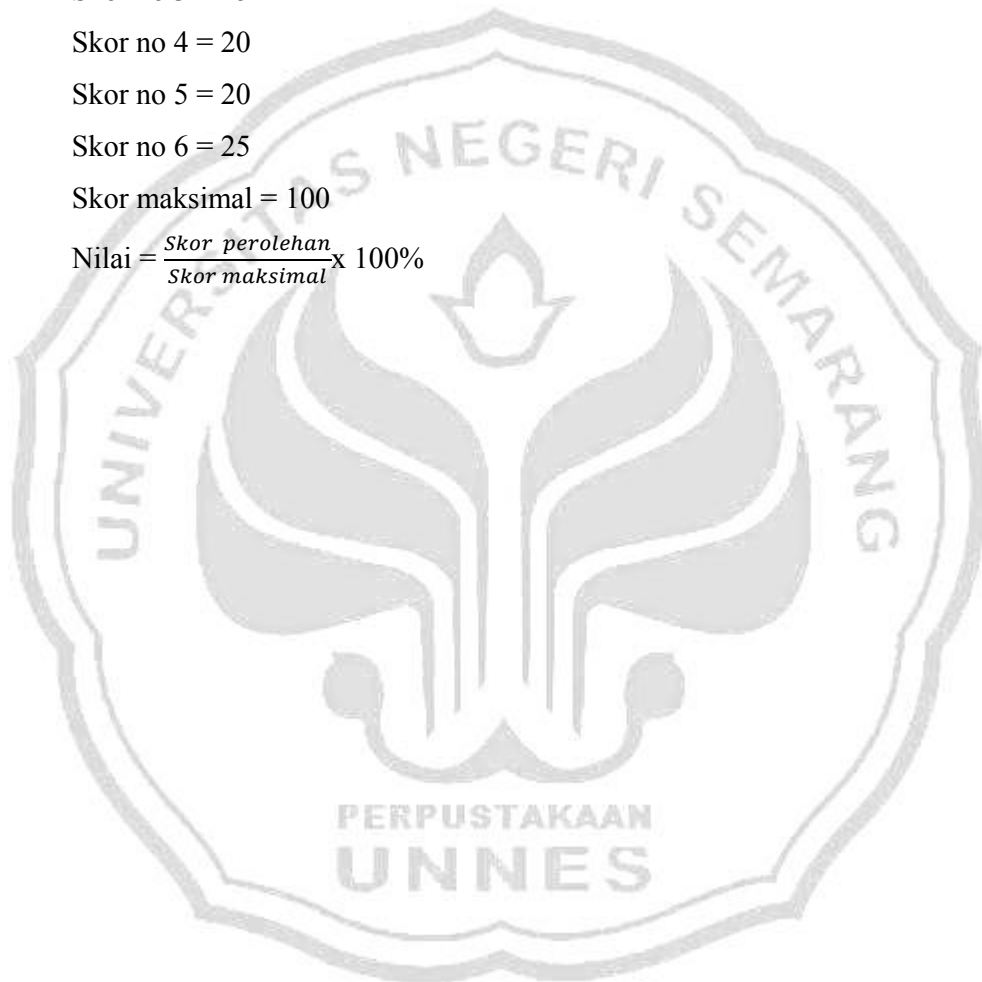 Skor no 4 = 20
Skor no 5 = 20
Skor no 6 = 25
Skor maksimal = 100
Nilai = Skor perolehan / Skor maksimal x 100%
UNIVERSITAS NEGERI SEMARANG
PERPUSTAKAAN
UNNES